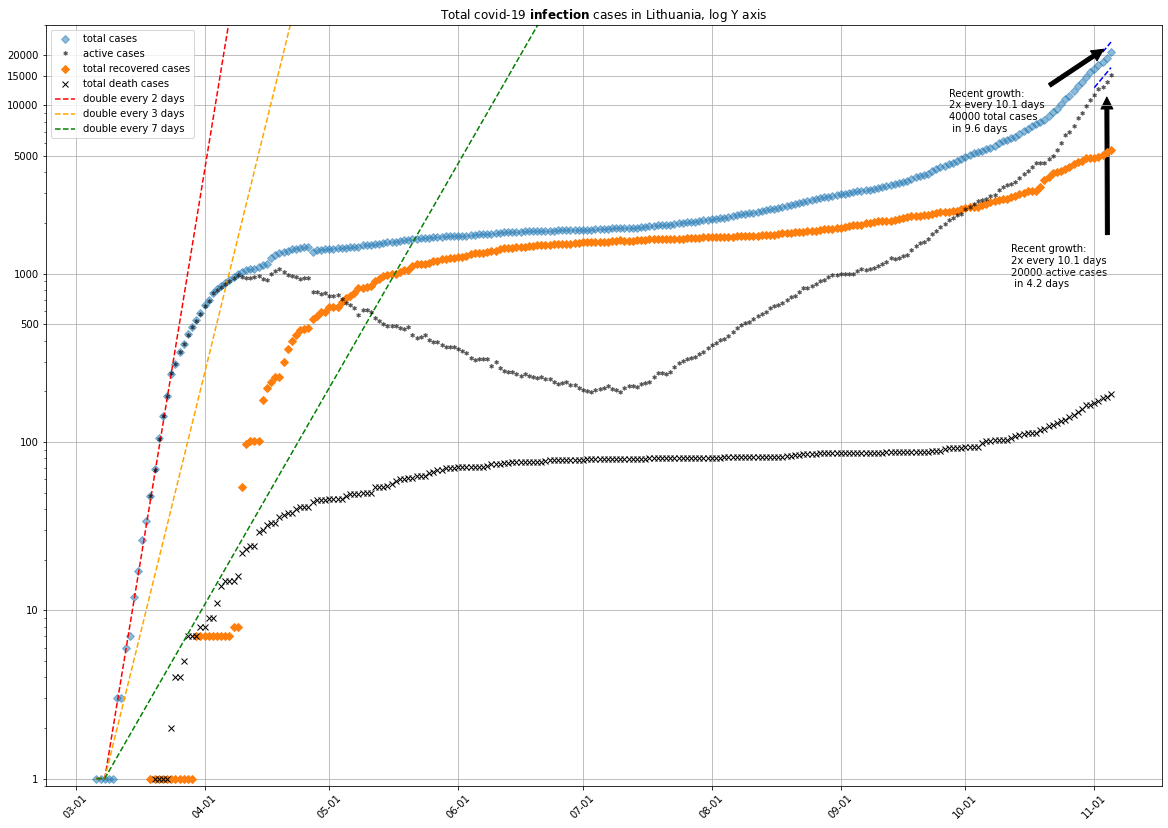 Total covid-19 infection cases in Lithuania, log Y axis
total cases
active cases
total recovered cases
total death cases
double every 2 days
double every 3 days
double every 7 days
20000
15000
10000
5000
1000
500
100
10
1
Recent growth:
2x every 10.1 days
40000 total cases
in 9.6 days
Recent growth:
2x every 10.1 days
20000 active cases
in 4.2 days
03-01
04-01
05-01
06-01
07-01
08-01
09-01
10-01
11-01